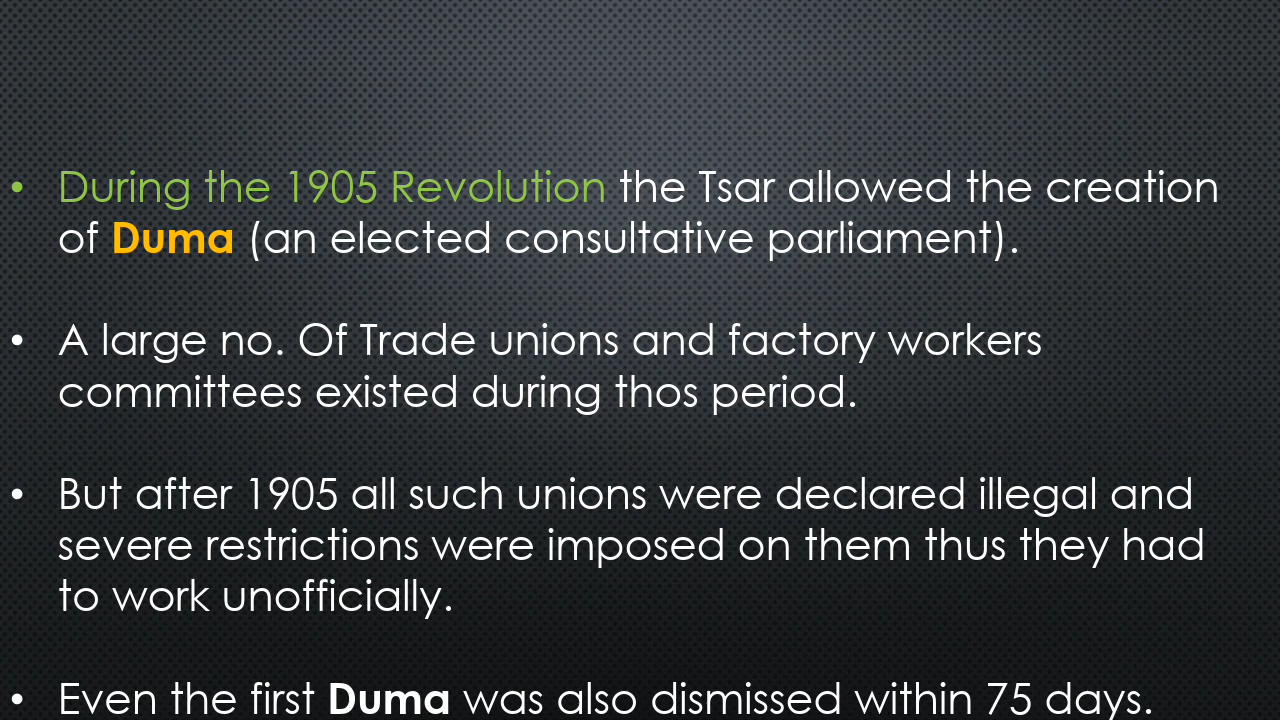 • During the 1905 Revolution the Tsar allowed the creation
of Duma (an elected consultative parliament).
• A large no. Of Trade unions and factory workers
committees existed during thos period.
• But after 1905 all such unions were declared illegal and
severe restrictions were imposed on them thus they had
to work unofficially.
• Even the first Duma was also dismissed within 75 days.